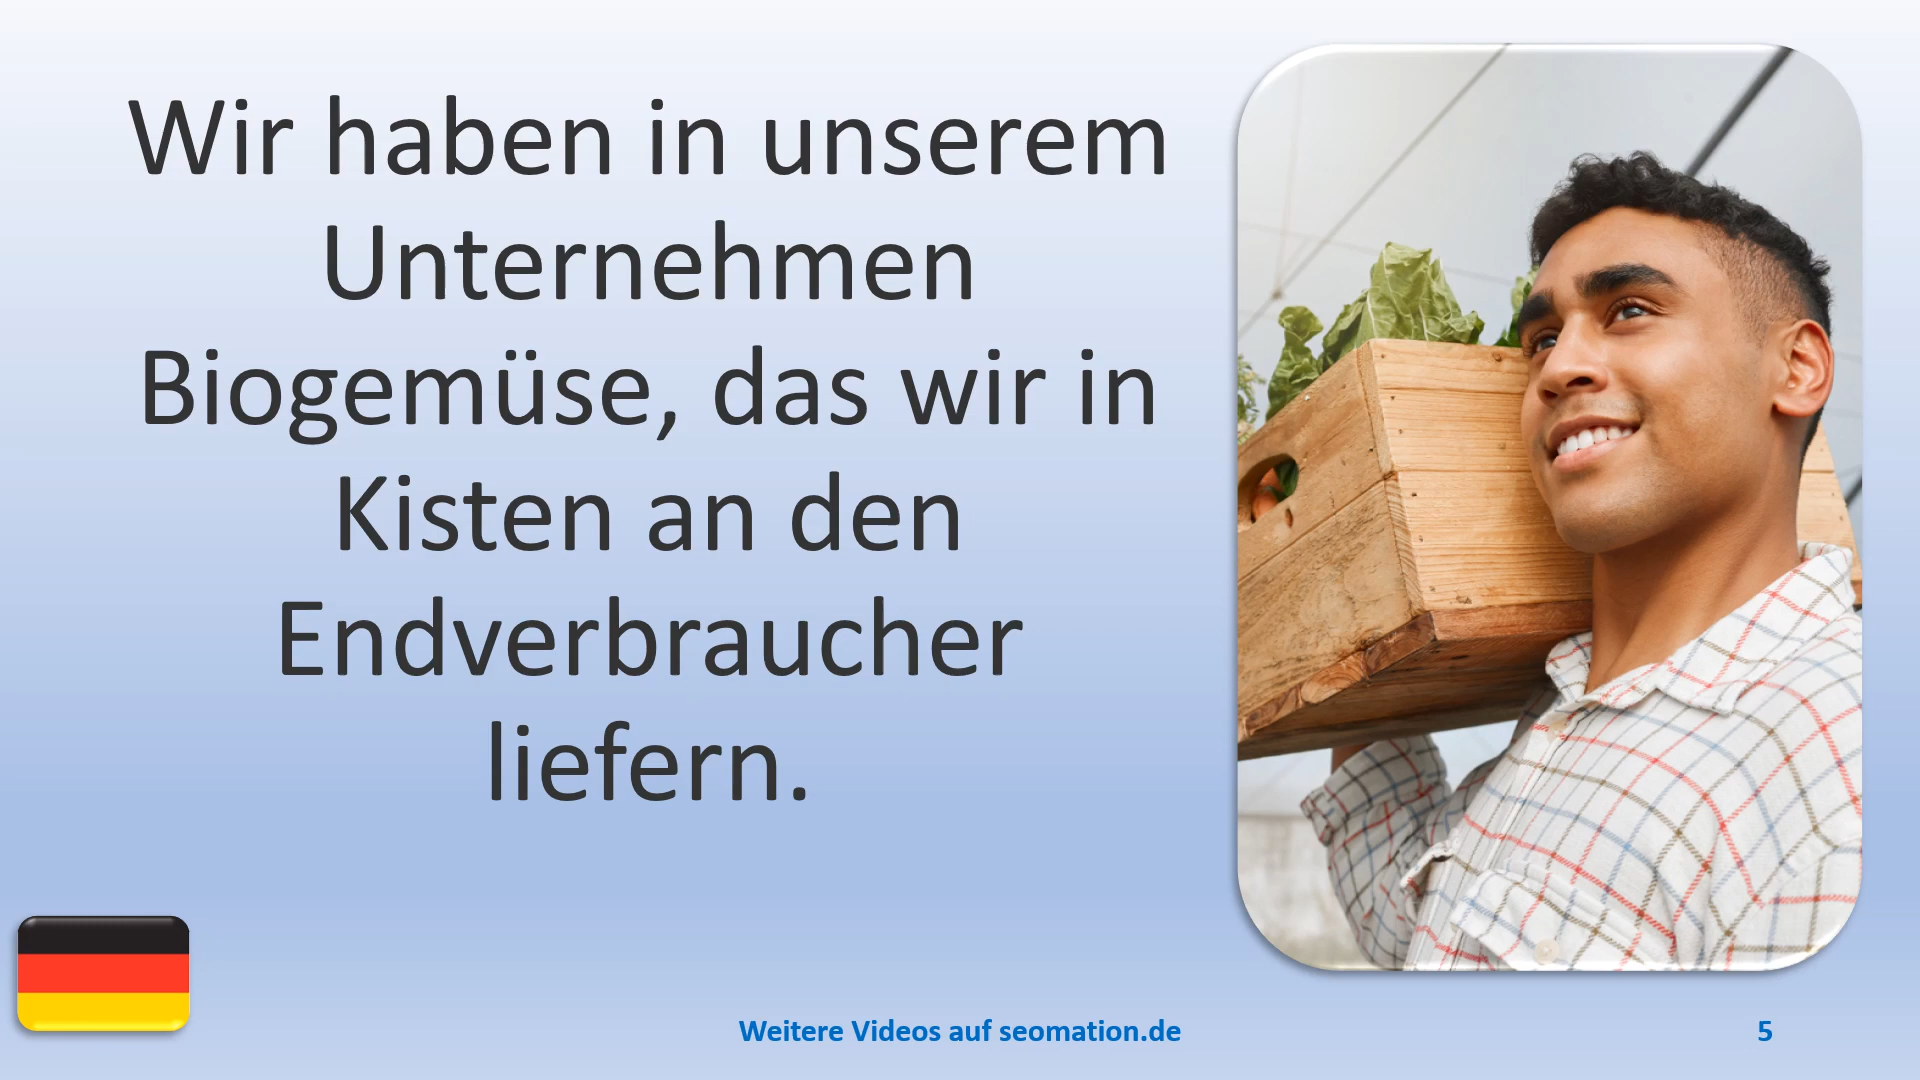 Wir haben in unserem
Unternehmen
Biogemüse, das wir in
Kisten an den
Endverbraucher
liefern.
Weitere Videos auf seomation.de
5